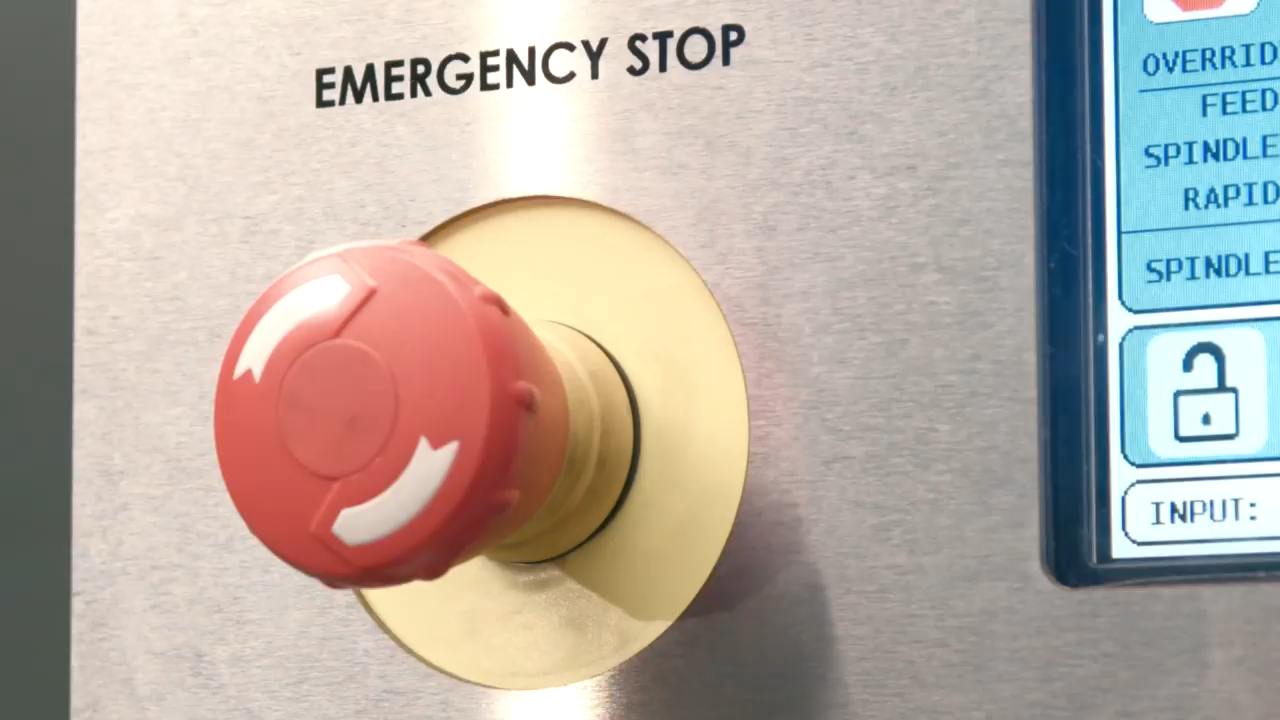 EMERGENCY STOP
OVERRID
FEED
SPINDLE
RAPID
SPINDLE
INPUT: